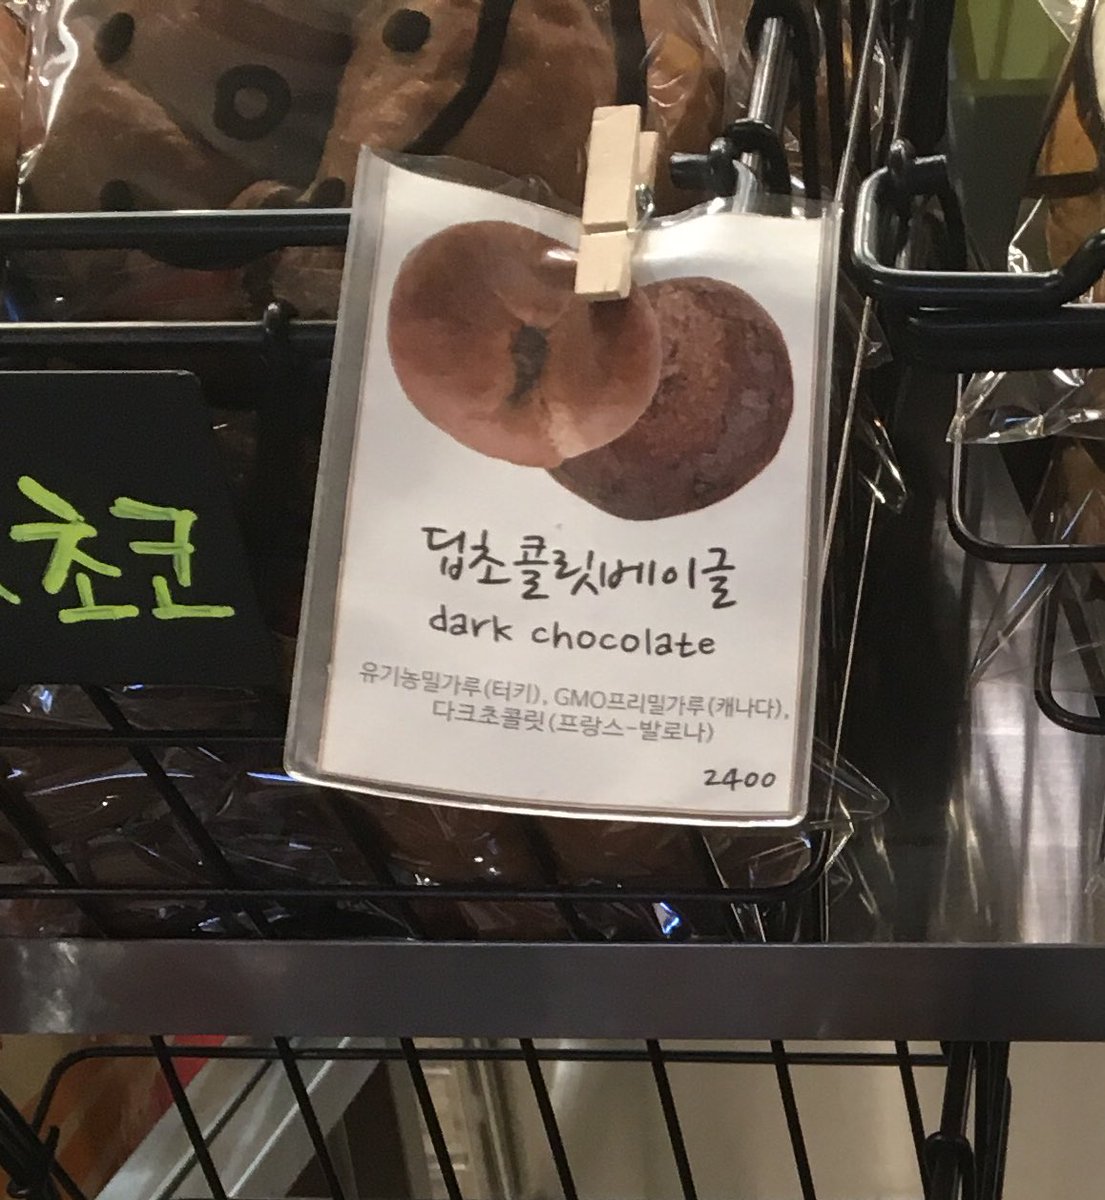 초코
딥초콜릿베이글
dark chocolate
유기농밀가루(터키), GMO프리밀가루(캐나다),
다크초콜릿(프랑스-발로나)
2400